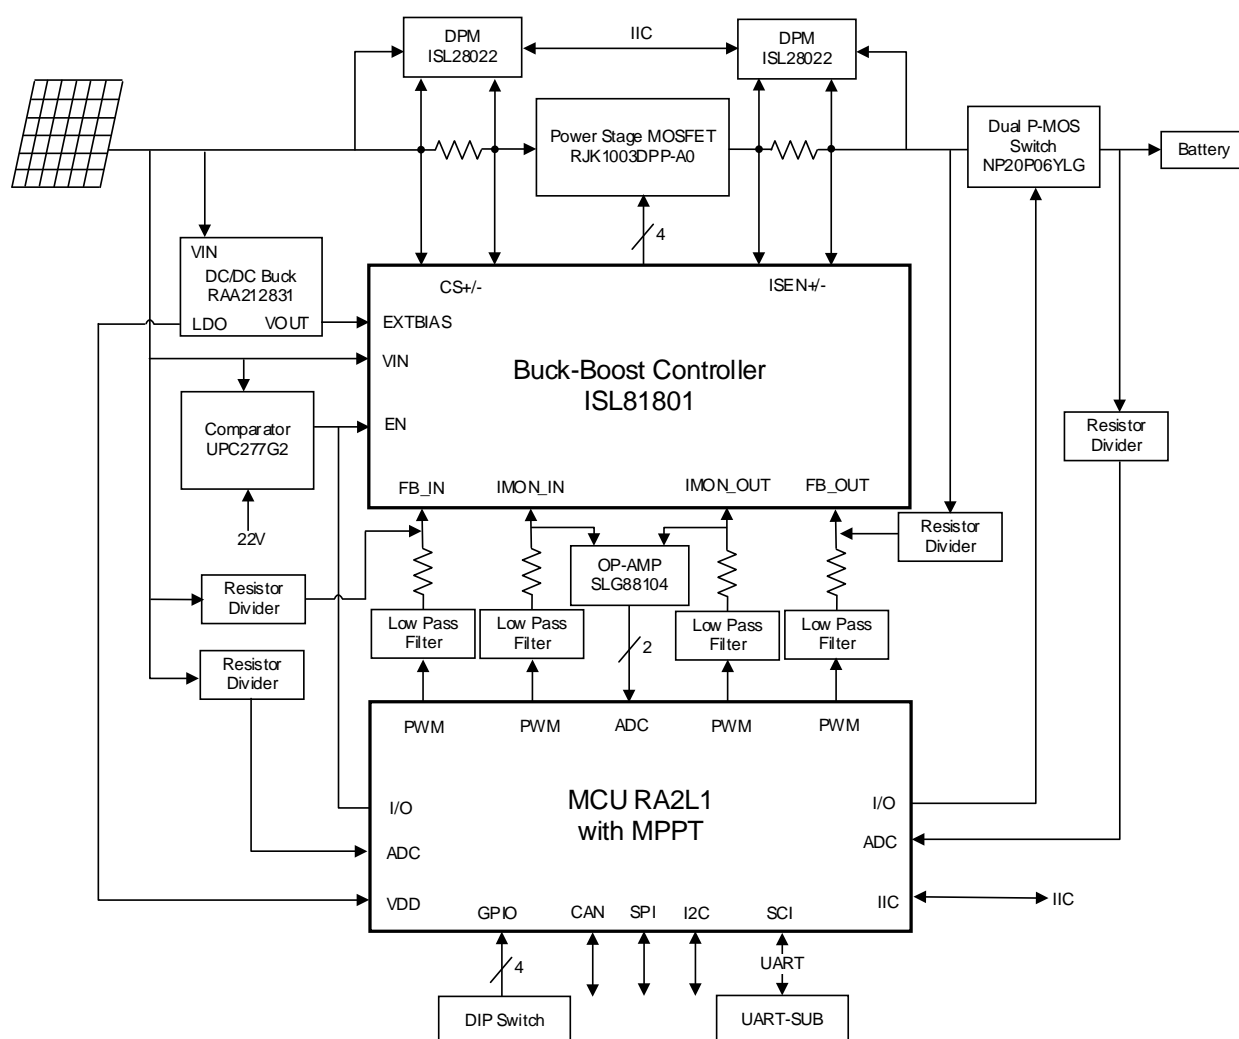 DPM
ISL28022
IIC
DPM
ISL28022
Power Stage MOSFET
RJK1003DPP-A0
Dual P-MOS
Switch
NP20P06YLG
Battery
4
VIN
DC/DC Buck
RAA212831
LDO
VOUT
CS+/-
ISEN+/-
EXTBIAS
VIN
EN
Buck-Boost Controller
ISL81801
Comparator
UPC277G2
22V
Resistor
Divider
FB_IN
IMON_IN
IMON_OUT
FB_OUT
Resistor
Divider
OP-AMP
SLG88104
Resistor
Divider
Low Pass
Filter
Low Pass
Filter
2
Low Pass
Filter
Low Pass
Filter
Resistor
Divider
PWM
PWM
ADC
PWM
PWM
MCU RA2L1
with MPPT
I/O
ADC
VDD
I/O
ADC
IIC
IIC
GPIO
CAN
SPI
I2C
SCI
4
UART
DIP Switch
UART-SUB